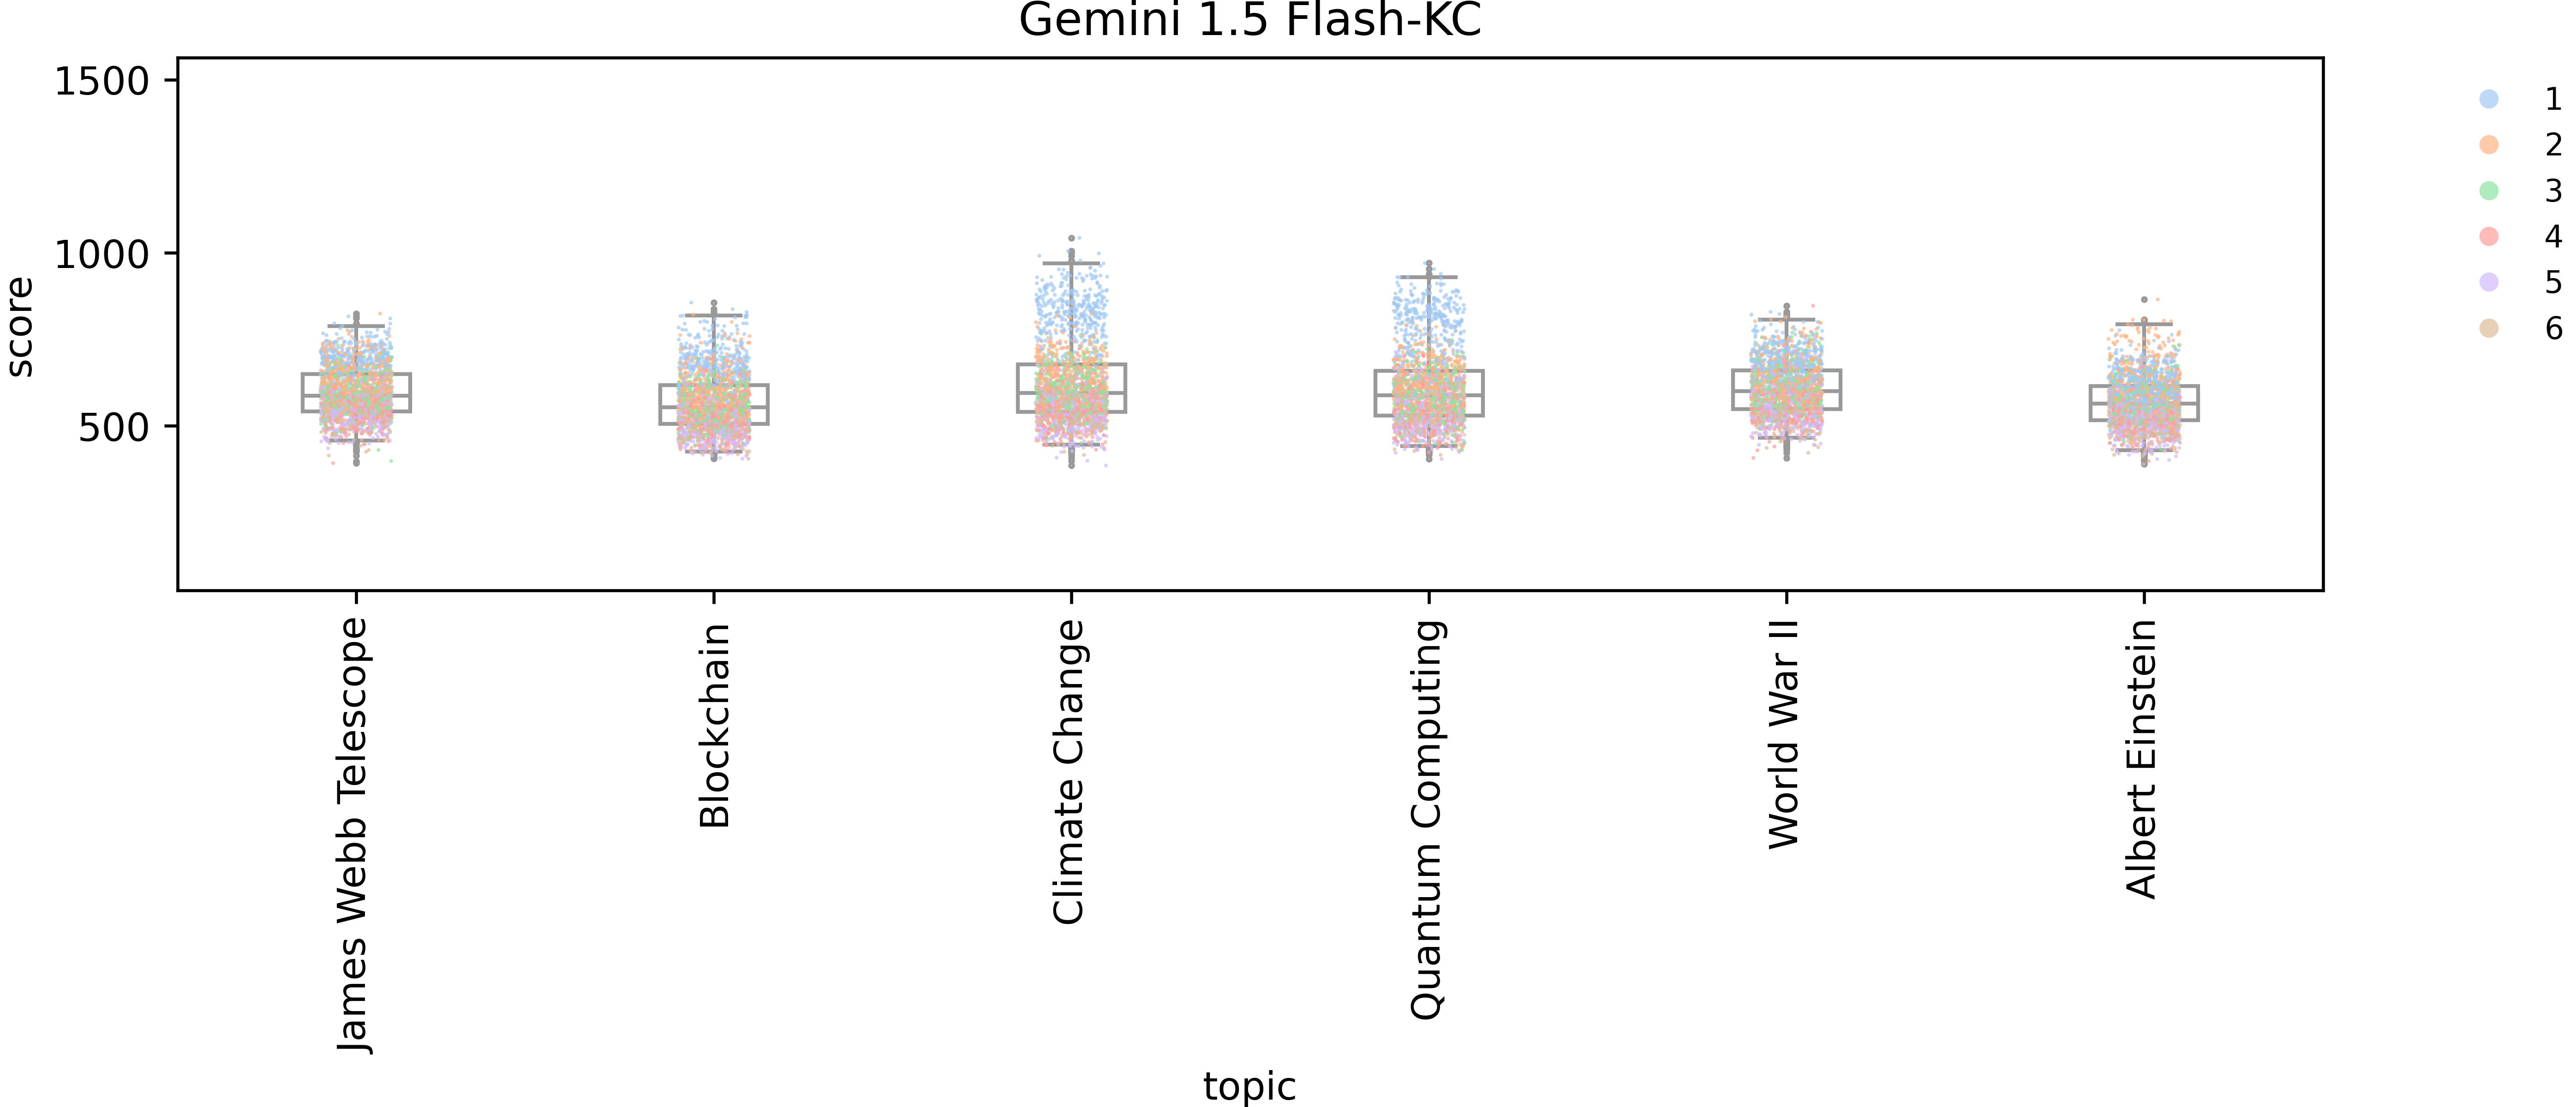 Gemini 1.5 Flash-KC
score
1500
1000
500
James Webb Telescope
Blockchain
Climate Change
Quantum Computing
World War II
Albert Einstein
topic
1
2
3
4
5
6